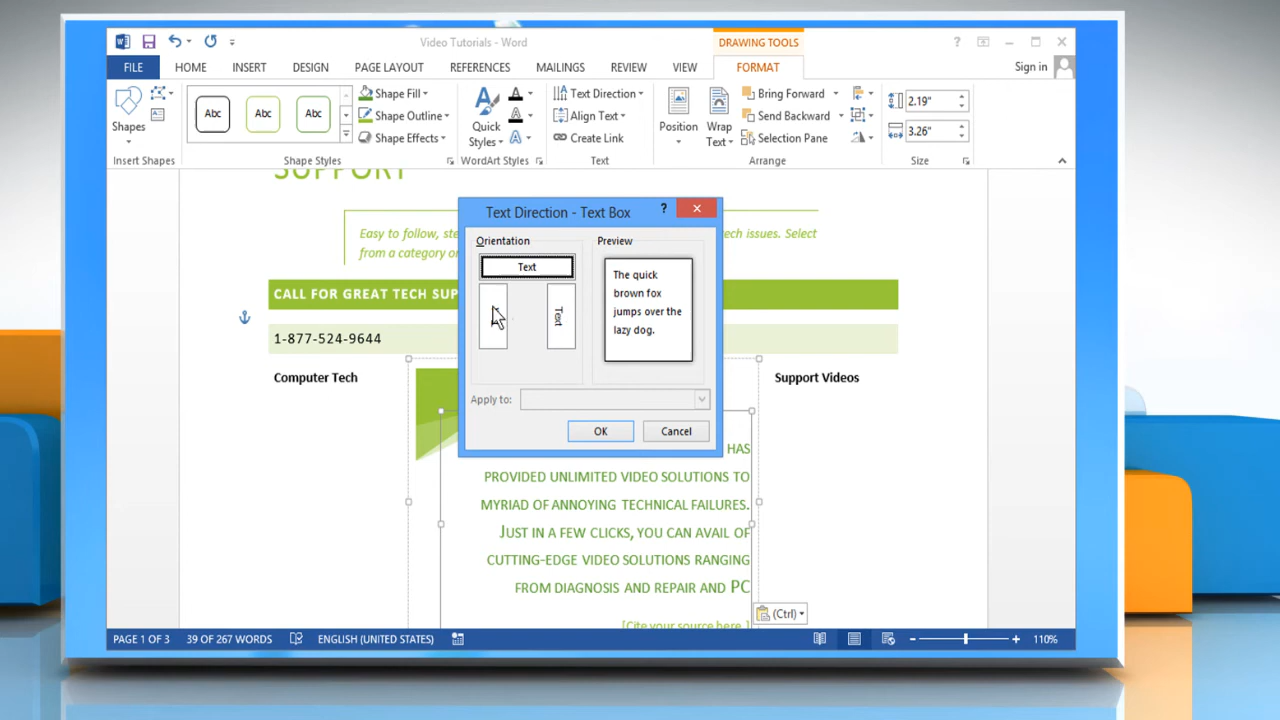 Video Tutorials - Word
DRAWING TOOLS
?
FILE HOME INSERT DESIGN PAGE LAYOUT REFERENCES MAILINGS REVIEW VIEW FORMAT Sign in
Shapes
Insert Shapes
Abc Abc Abc
Shape Fill
Shape Outline
Shape Effects
Shape Styles
Quick
Styles
A
A
A
WordArt Styles
Text Direction
Align Text
Create Link
Text
Position
Wrap
Text
Bring Forward
Send Backward
Selection Pane
Arrange
2.19"
3.26"
Size
SUPPORT
Easy to follow, ste
ech issues. Select
from a category o
CALL FOR GREAT TECH SUP
1-877-524-9644
Computer Tech
Support Videos
Text Direction - Text Box
?
Orientation
Text
Text
Preview
The quick
brown fox
jumps over the
lazy dog.
Apply to:
OK Cancel
HAS
PROVIDED UNLIMITED VIDEO SOLUTIONS TO
MYRIAD OF ANNOYING TECHNICAL FAILURES.
JUST IN A FEW CLICKS, YOU CAN AVAIL OF
CUTTING-EDGE VIDEO SOLUTIONS RANGING
FROM DIAGNOSIS AND REPAIR AND PC
[Cite your source here.]
(Ctrl)
PAGE 1 OF 3 39 OF 267 WORDS ENGLISH (UNITED STATES) 110%